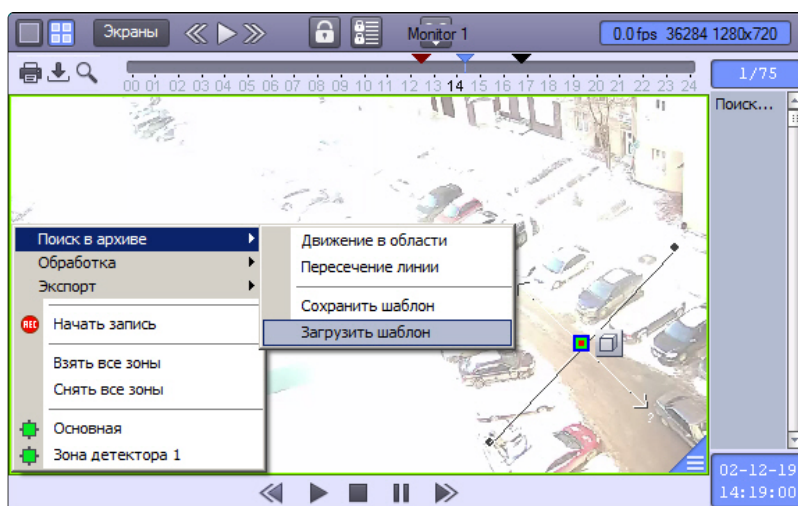 Экраны Monitor 1 0.0 fps 36284 1280x720
00 01 02 03 04 05 06 07 08 09 10 11 12 13 14 15 16 17 18 19 20 21 22 23 24 1/75
Поиск...
Поиск в архиве
Обработка
Экспорт
REC Начать запись
Взять все зоны
Снять все зоны
Основная
Зона детектора 1
Движение в области
Пересечение линии
Сохранить шаблон
Загрузить шаблон
?
02-12-19
14:19:00